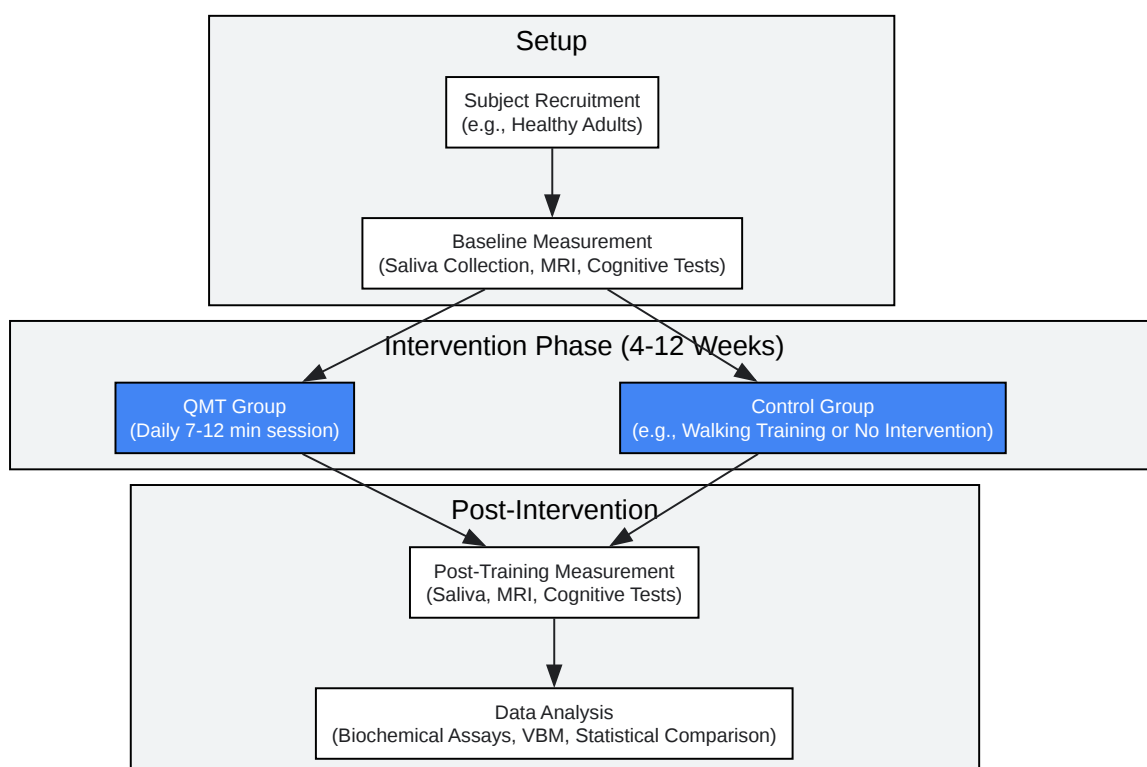 Setup
Subject Recruitment
(e.g., Healthy Adults)
Baseline Measurement
(Saliva Collection, MRI, Cognitive Tests)
Intervention Phase (4-12 Weeks)
QMT Group
(Daily 7-12 min session)
Control Group
(e.g., Walking Training or No Intervention)
Post-Intervention
Post-Training Measurement
(Saliva, MRI, Cognitive Tests)
Data Analysis
(Biochemical Assays, VBM, Statistical Comparison)